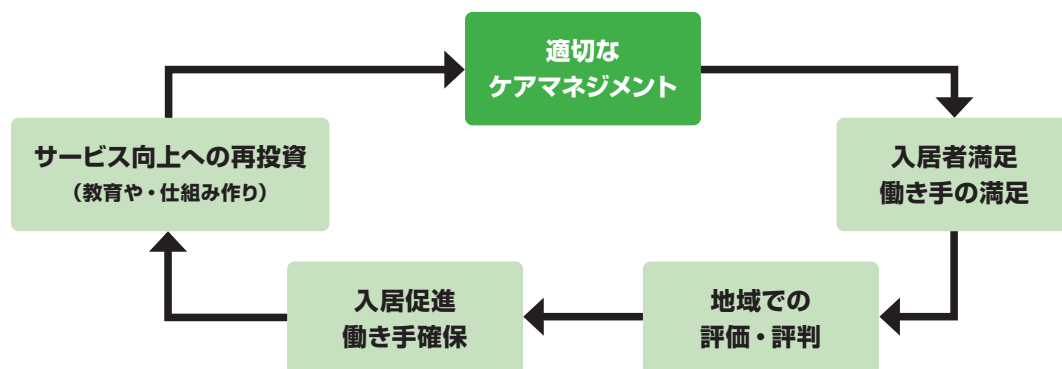 適切な
ケアマネジメント
サービス向上への再投資
（教育や・仕組み作り）
入居者満足
働き手の満足
入居促進
働き手確保
地域での
評価・評判